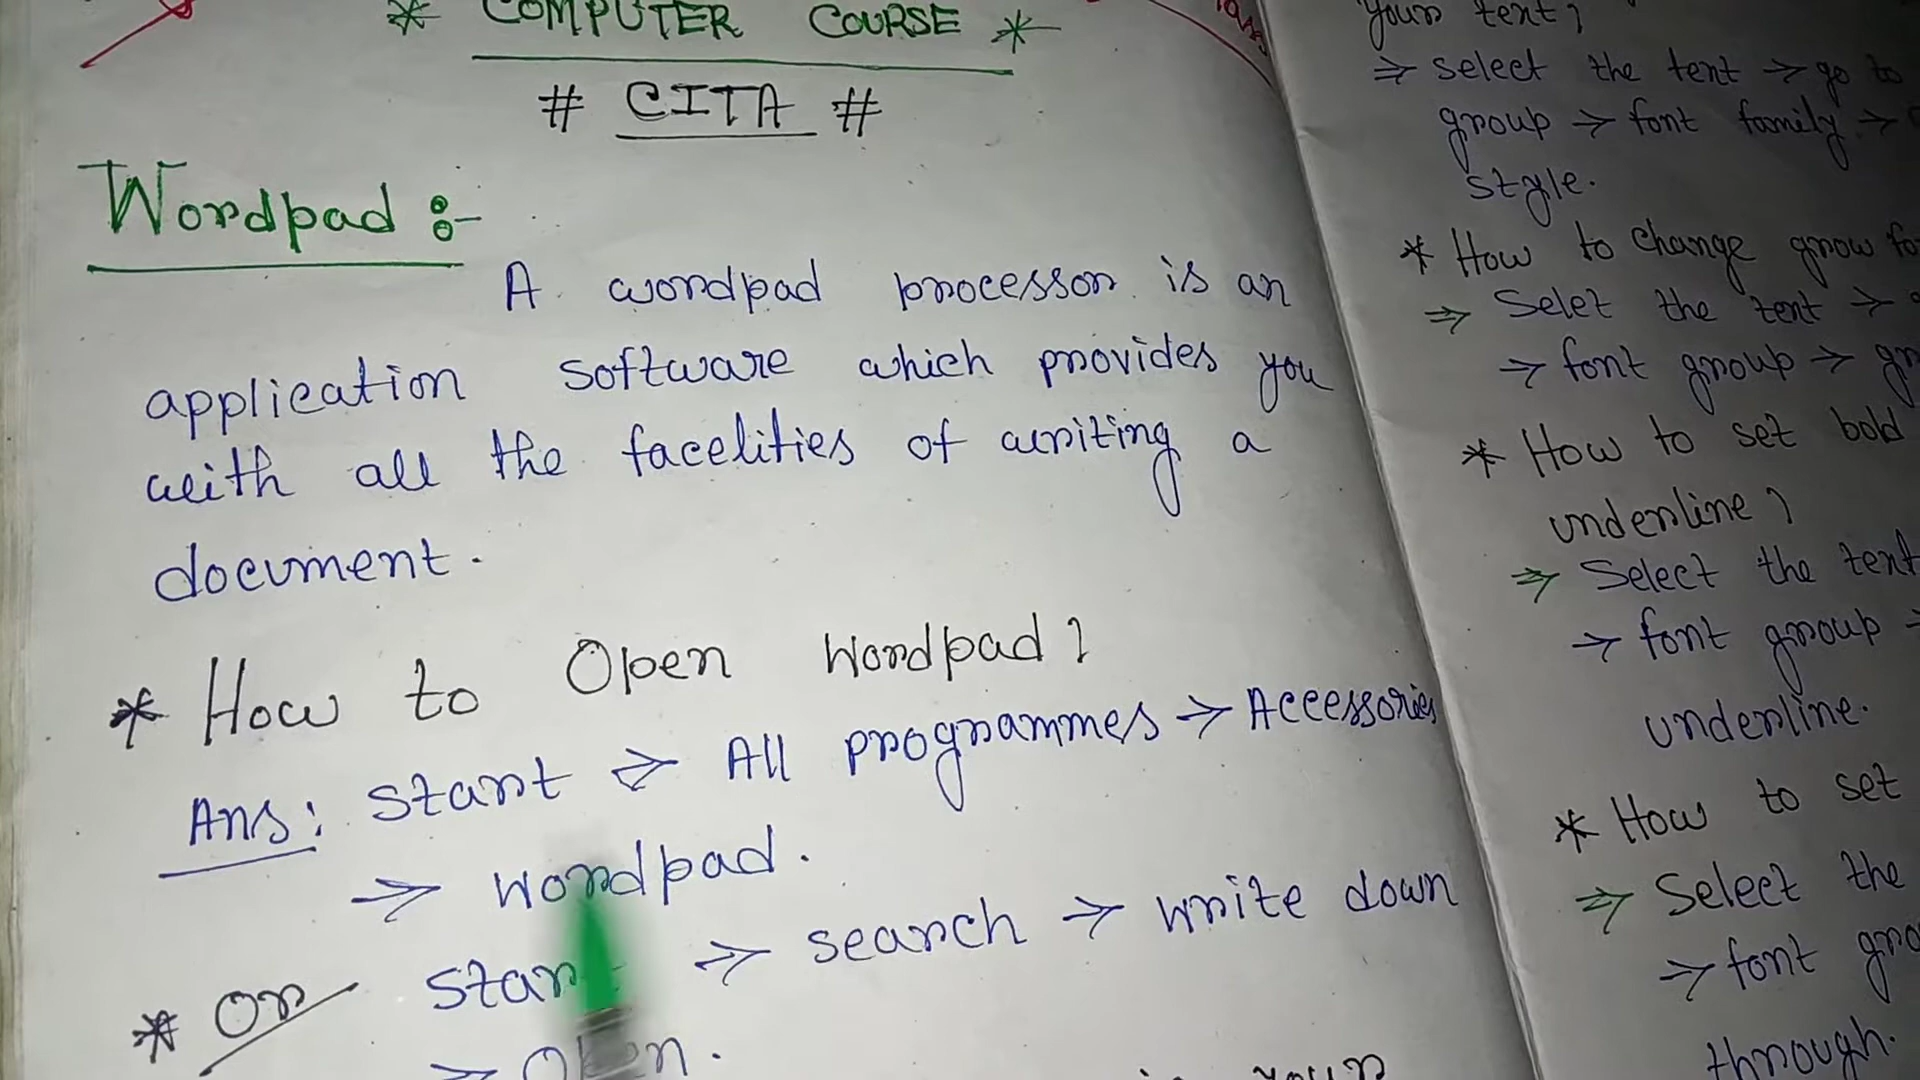 * COMPUTER COURSE *
# CITA #
Wordpad :-
A wordpad processor is an
application software which provides you
with all the facelities of writing a
document.
* How to Open Wordpad?
Ans: start → All programmes → Accessories
→ Wordpad.
* Or start → search → write down
→ Open.
your
your text?
⇒ select the text → go to
group → font family →
style.
* How to change grow
⇒ Selet the text →
→ font group →
* How to set bold
underline?
⇒ Select the text
→ font group →
underline.
* How to set
⇒ Select the
→ font
through.